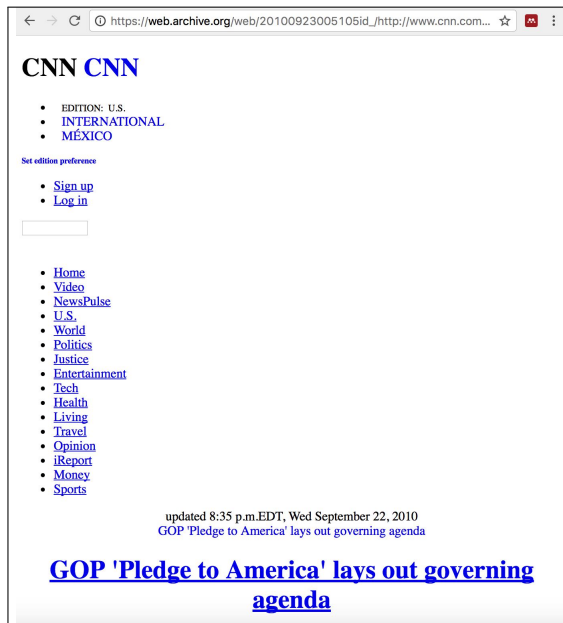 https://web.archive.org/web/20100923005105id_/http://www.cnn.com...
CNN CNN
EDITION: U.S.
INTERNATIONAL
MÉXICO
Set edition preference
Sign up
Log in
Home
Video
NewsPulse
U.S.
World
Politics
Justice
Entertainment
Tech
Health
Living
Travel
Opinion
iReport
Money
Sports
updated 8:35 p.m.EDT, Wed September 22, 2010
GOP 'Pledge to America' lays out governing agenda
GOP 'Pledge to America' lays out governing
agenda